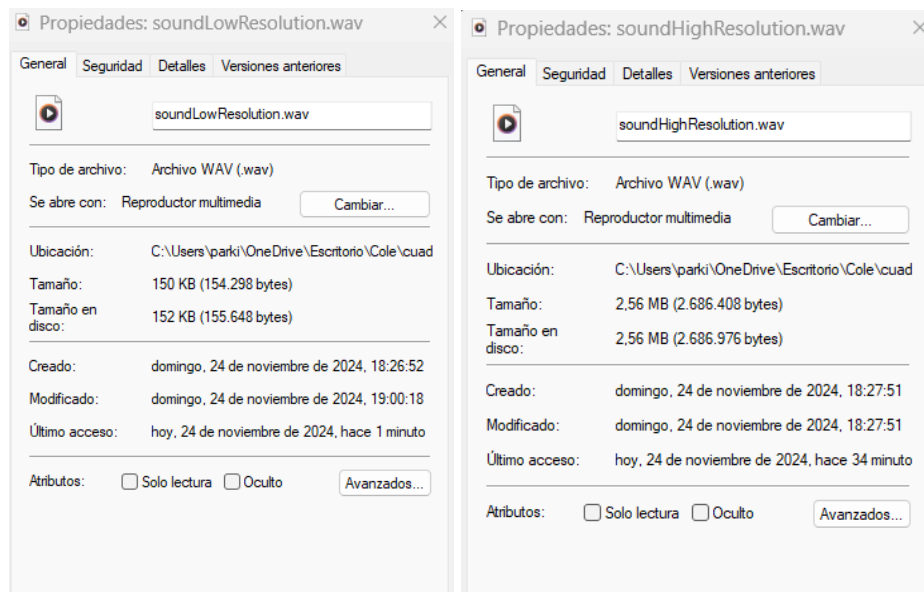 Propiedades: soundLowResolution.wav
General Seguridad Detalles Versiones anteriores
soundLowResolution.wav
Tipo de archivo: Archivo WAV (.wav)
Se abre con: Reproductor multimedia Cambiar...
Ubicación: C:\Users\parki\OneDrive\Escritorio\Cole\cuad
Tamaño: 150 KB (154.298 bytes)
Tamaño en
disco: 152 KB (155.648 bytes)
Creado: domingo, 24 de noviembre de 2024, 18:26:52
Modificado: domingo, 24 de noviembre de 2024, 19:00:18
Último acceso: hoy, 24 de noviembre de 2024, hace 1 minuto
Atributos: Solo lectura Oculto Avanzados...
Propiedades: soundHighResolution.wav
General Seguridad Detalles Versiones anteriores
soundHighResolution.wav
Tipo de archivo: Archivo WAV (.wav)
Se abre con: Reproductor multimedia Cambiar...
Ubicación: C:\Users\parki\OneDrive\Escritorio\Cole\cuad
Tamaño: 2,56 MB (2.686.408 bytes)
Tamaño en
disco: 2,56 MB (2.686.976 bytes)
Creado: domingo, 24 de noviembre de 2024, 18:27:51
Modificado: domingo, 24 de noviembre de 2024, 18:27:51
Último acceso: hoy, 24 de noviembre de 2024, hace 34 minuto
Atributos: Solo lectura Oculto Avanzados...